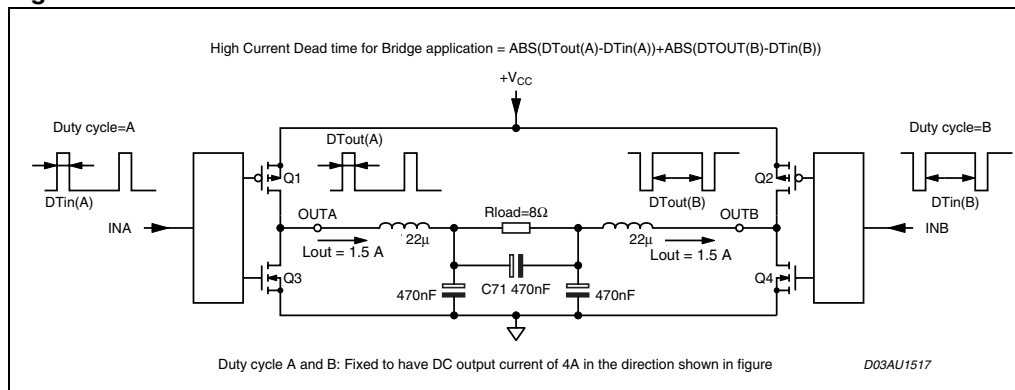 High Current Dead time for Bridge application = ABS(DTout(A)-DTin(A))+ABS(DTOUT(B)-DTin(B))
+VCC
Duty cycle=A
Duty cycle=B
DTout(A)
Q1
Q2
DTin(A)
DTout(B)
DTin(B)
INA
OUTA
Rload=8Ω
OUTB
INB
22µ
22µ
Lout = 1.5 A
Lout = 1.5 A
Q3
Q4
470nF
C71 470nF
470nF
Duty cycle A and B: Fixed to have DC output current of 4A in the direction shown in figure
D03AU1517